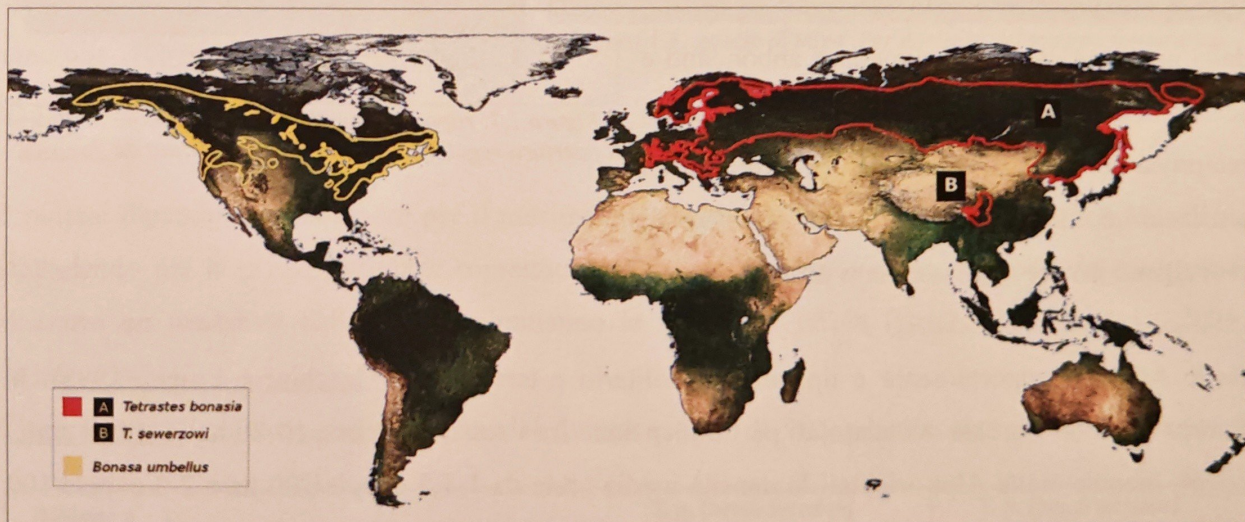 A
B
A Tetrastes bonasia
B T. sewerzowi
Bonasa umbellus